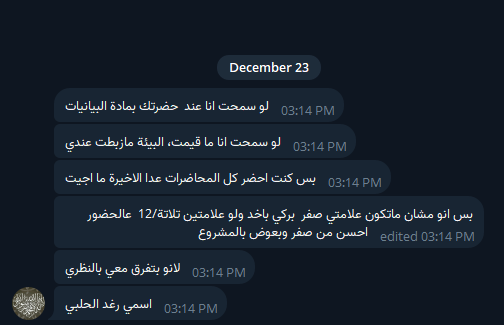 December 23
لو سمحت انا عند حضرتك بمادة البيانيات
03:14 PM
لو سمحت انا ما قيمت، البيئة مازبطت عندي
03:14 PM
بس كنت احضر كل المحاضرات عدا الاخيرة ما اجيت
03:14 PM
بس انو مشان ماتكون علامتي صفر بركي باخد ولو علامتين تلاتة/12 عالحضور
احسن من صفر وبعوض بالمشروع
edited 03:14 PM
لانو بتفرق معي بالنظري
03:14 PM
اسمي رغد الحلبي
03:14 PM